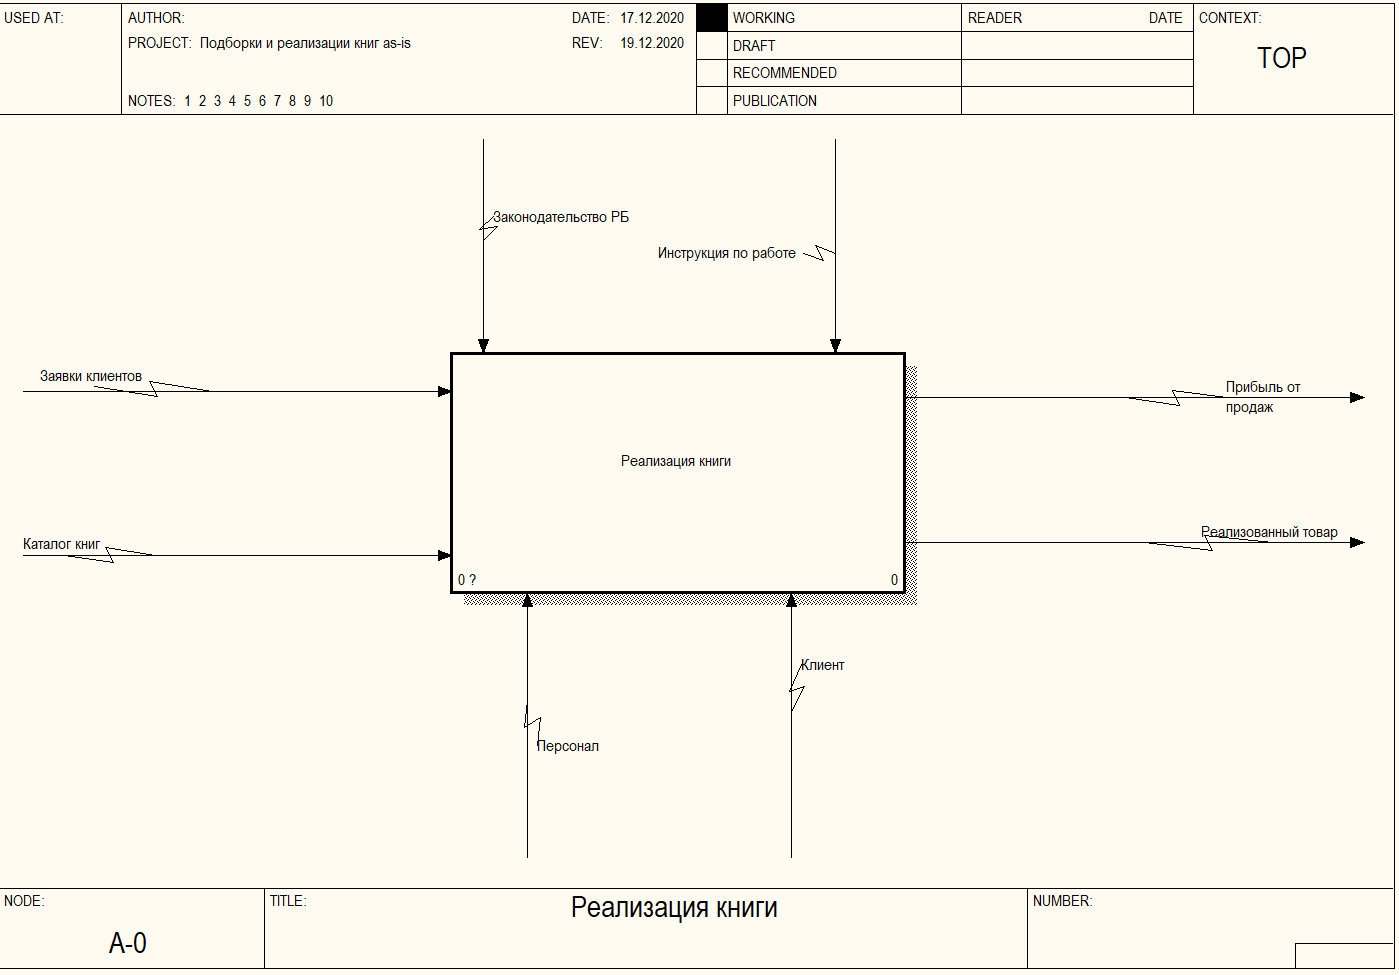 USED AT:
AUTHOR:
DATE: 17.12.2020
PROJECT: Подборки и реализации книг as-is
REV: 19.12.2020
NOTES: 1 2 3 4 5 6 7 8 9 10
WORKING
DRAFT
RECOMMENDED
PUBLICATION
READER DATE
CONTEXT:
TOP
Законодательство РБ
Инструкция по работе
Заявки клиентов
Прибыль от
продаж
Реализация книги
Реализованный товар
Каталог книг
0 ?
0
Клиент
Персонал
NODE:
A-0
TITLE:
Реализация книги
NUMBER: